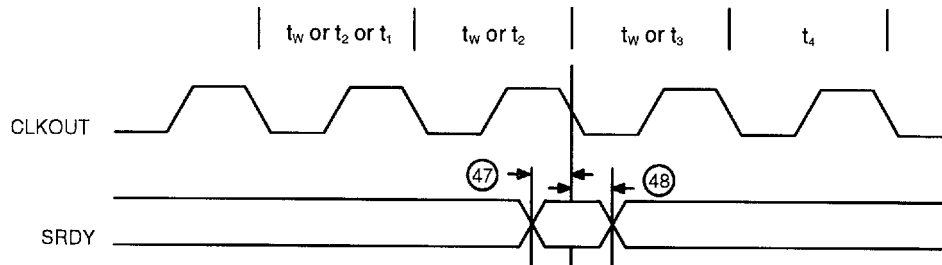 tW or t2 or t1
tW or t2
tW or t3
t4
CLKOUT
47
48
SRDY